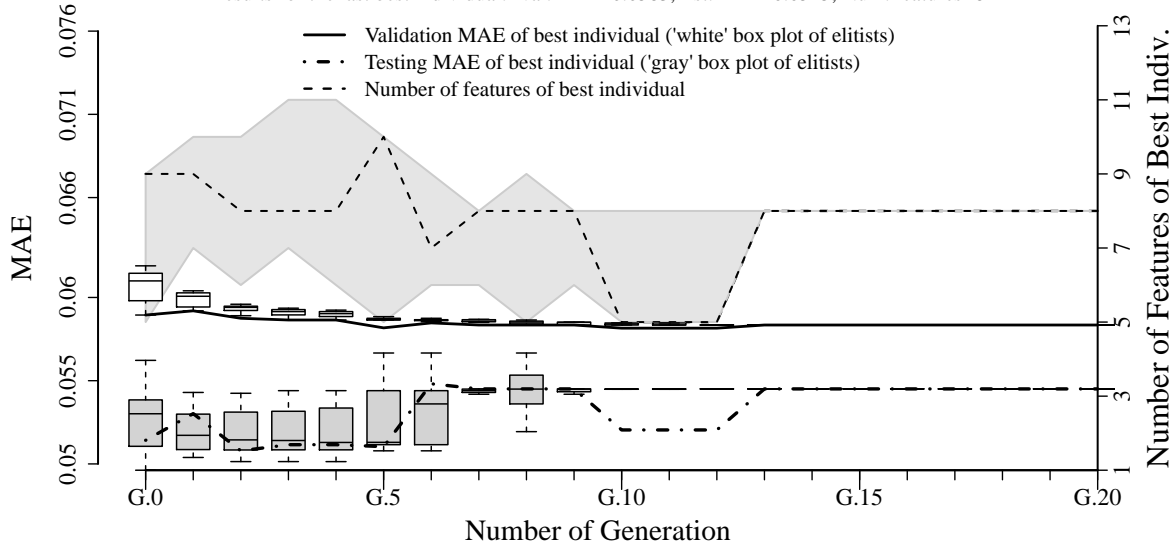 Validation MAE of best individual ('white' box plot of elitists)
Testing MAE of best individual ('gray' box plot of elitists)
Number of features of best individual
MAE
0.076
0.071
0.066
0.06
0.055
0.05
13
11
9
7
5
3
1
Number of Features of Best Indiv.
G.0 G.5 G.10 G.15 G.20
Number of Generation